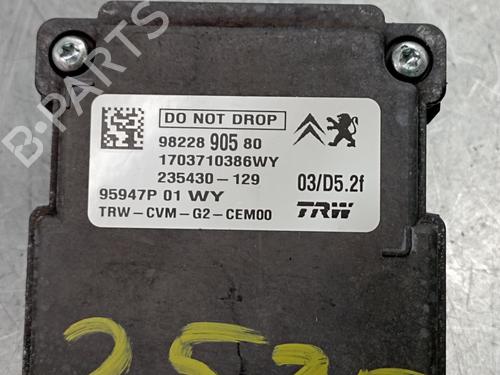 DO NOT DROP
98228 905 80
1703710386WY
235430-129
03/D5.2f
95947P 01 WY
TRW-CVM-G2-CEM00
TRW
B-PARTS